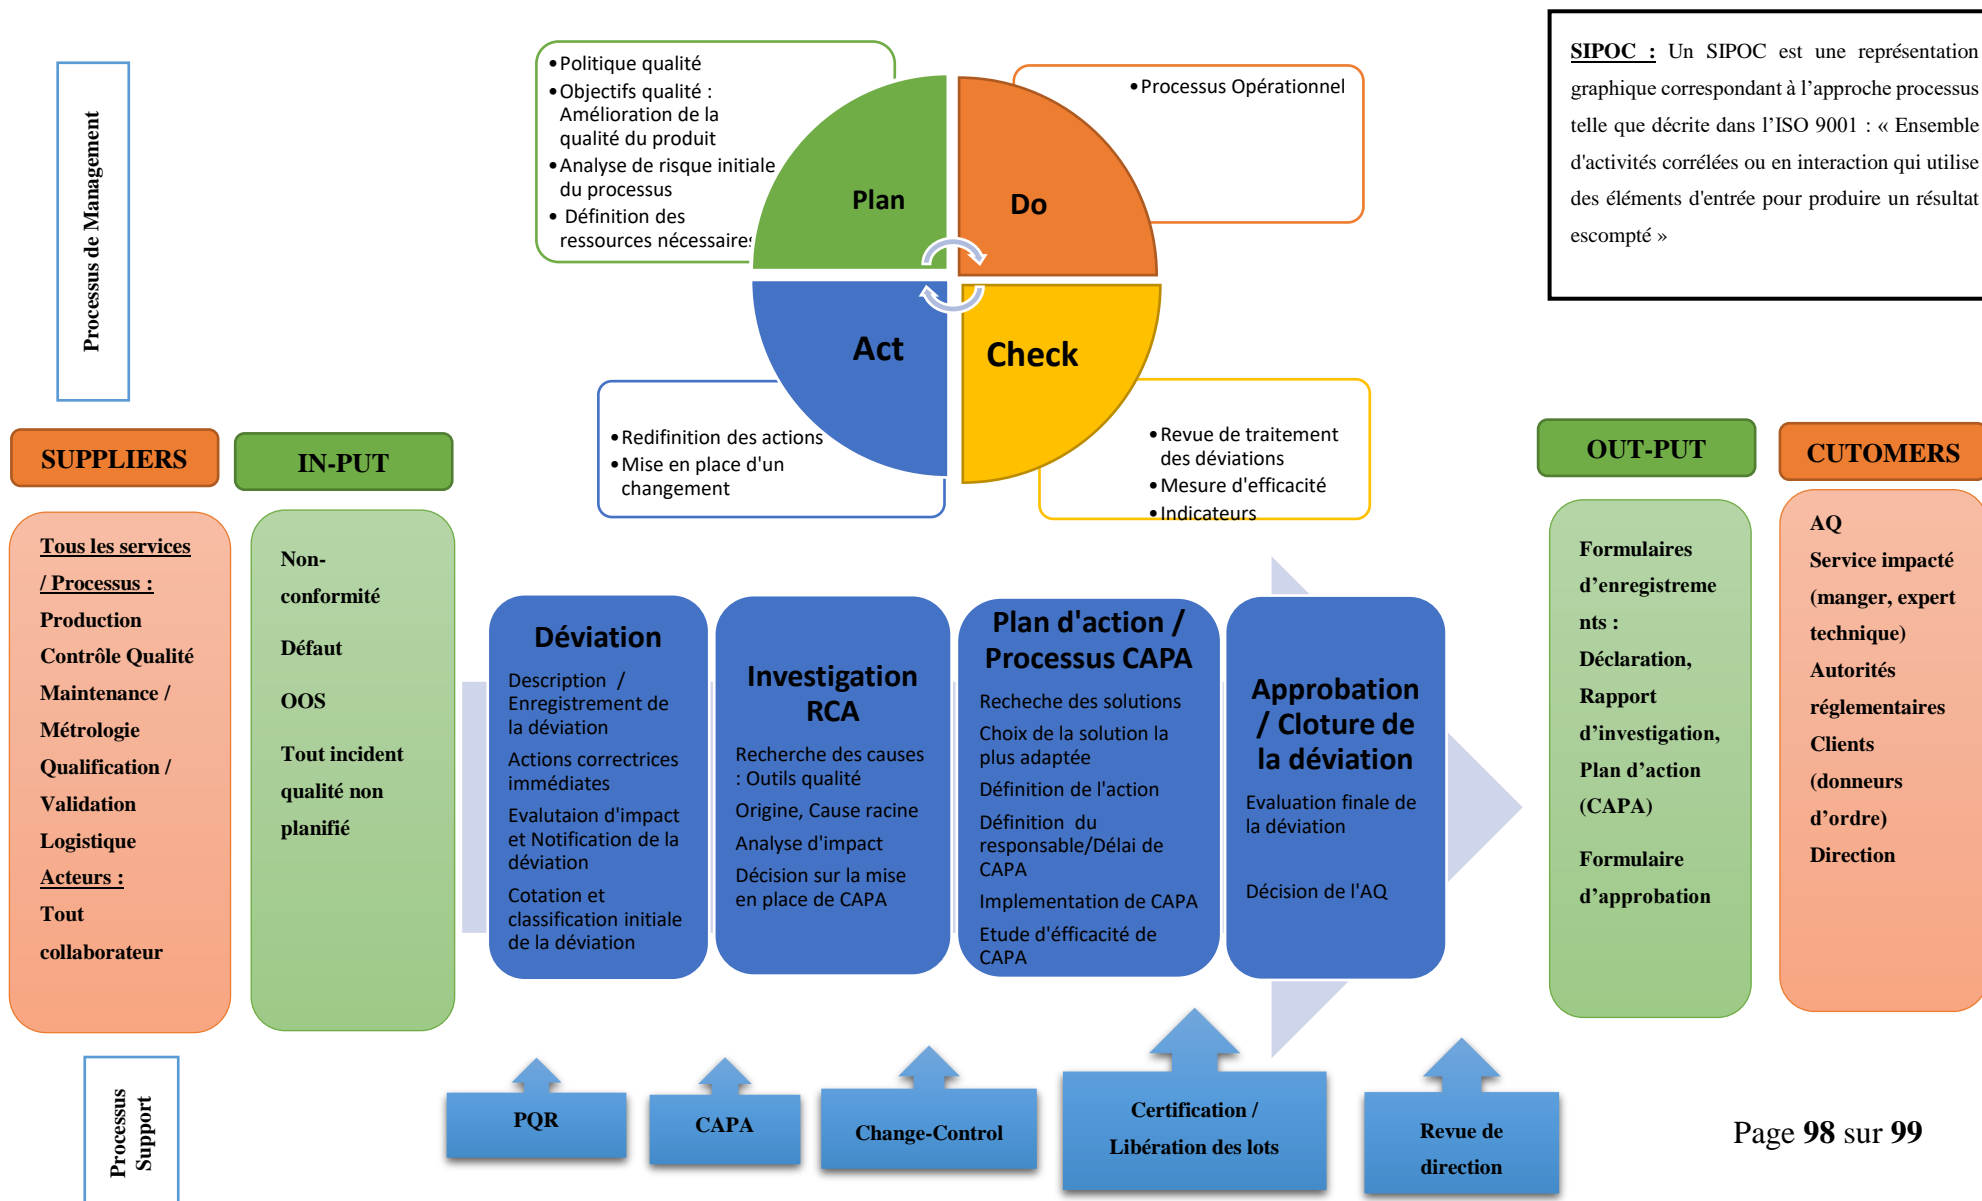 Processus de Management
•Politique qualité
•Objectifs qualité :
Amélioration de la
qualité du produit
•Analyse de risque initiale
du processus
• Définition des
ressources nécessaires
Plan
Do
•Processus Opérationnel
SIPOC : Un SIPOC est une représentation
graphique correspondant à l’approche processus
telle que décrite dans l’ISO 9001 : « Ensemble
d'activités corrélées ou en interaction qui utilise
des éléments d'entrée pour produire un résultat
escompté »
Act
Check
•Redifinition des actions
•Mise en place d'un
changement
•Revue de traitement
des déviations
•Mesure d'efficacité
•Indicateurs
SUPPLIERS
Tous les services
/ Processus :
Production
Contrôle Qualité
Maintenance /
Métrologie
Qualification /
Validation
Logistique
Acteurs :
Tout
collaborateur
IN-PUT
Non-
conformité
Défaut
OOS
Tout incident
qualité non
planifié
Déviation
Description /
Enregistrement de
la déviation
Actions correctrices
immédiates
Evalutaion d'impact
et Notification de la
déviation
Cotation et
classification initiale
de la déviation
Investigation
RCA
Recherche des causes
: Outils qualité
Origine, Cause racine
Analyse d'impact
Décision sur la mise
en place de CAPA
Plan d'action /
Processus CAPA
Recheche des solutions
Choix de la solution la
plus adaptée
Définition de l'action
Définition du
responsable/Délai de
CAPA
Implementation de CAPA
Etude d'éfficacité de
CAPA
Approbation
/ Cloture de
la déviation
Evaluation finale de
la déviation
Décision de l'AQ
OUT-PUT
Formulaires
d’enregistreme
nts :
Déclaration,
Rapport
d’investigation,
Plan d’action
(CAPA)
Formulaire
d’approbation
CUTOMERS
AQ
Service impacté
(manger, expert
technique)
Autorités
réglementaires
Clients
(donneurs
d’ordre)
Direction
Processus
Support
PQR
CAPA
Change-Control
Certification /
Libération des lots
Revue de
direction
Page 98 sur 99